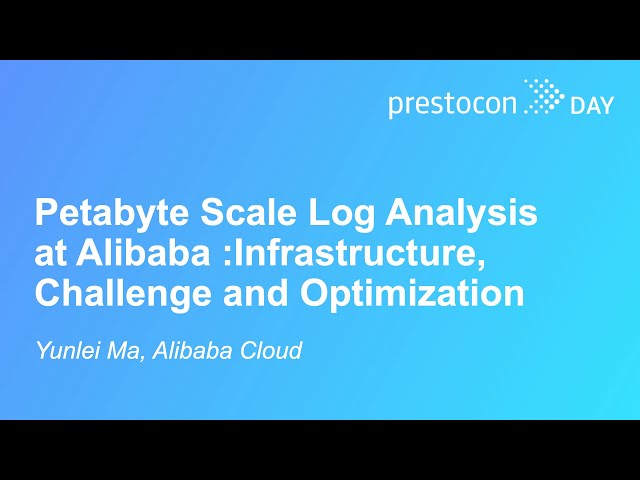 prestocon DAY
Petabyte Scale Log Analysis
at Alibaba :Infrastructure,
Challenge and Optimization
Yunlei Ma, Alibaba Cloud